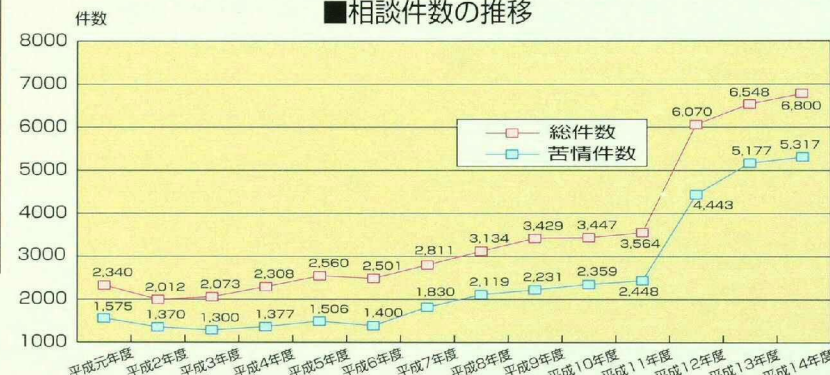 ■相談件数の推移
件数
8000
7000
6000
5000
4000
3000
2000
1000
総件数
苦情件数
2,340
2,012
2,073
2,308
2,560
2,501
2,811
3,134
3,429
3,447
3,564
6,070
6,548
6,800
1,575
1,370
1,300
1,377
1,506
1,400
1,830
2,119
2,231
2,359
2,448
4,443
5,177
5,317
平成元年度
平成2年度
平成3年度
平成4年度
平成5年度
平成6年度
平成7年度
平成8年度
平成9年度
平成10年度
平成11年度
平成12年度
平成13年度
平成14年度